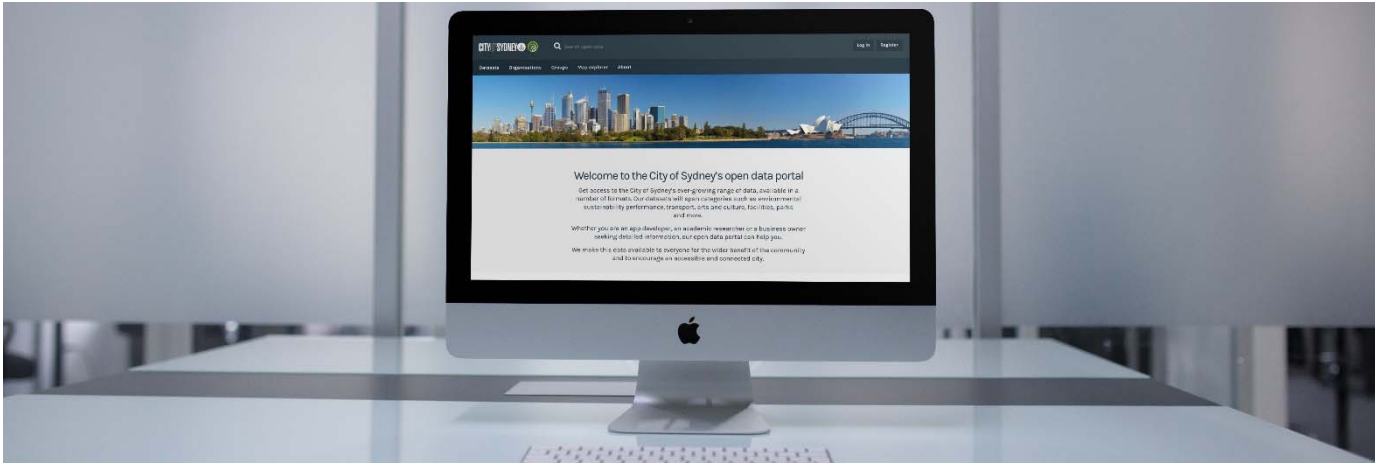 CITY OF SYDNEY
Search open data
Log in Register
Datasets Organisations Groups Map explorer About
Welcome to the City of Sydney's open data portal
Get access to the City of Sydney's ever-growing range of data, available in a
number of formats. Our datasets will span categories such as environmental
sustainability performance, transport, arts and culture, facilities, parks
and more.
Whether you are an app developer, an academic researcher or a business owner
seeking detailed information, our open data portal can help you.
We make this data available to everyone for the wider benefit of the community
and to encourage an accessible and connected city.